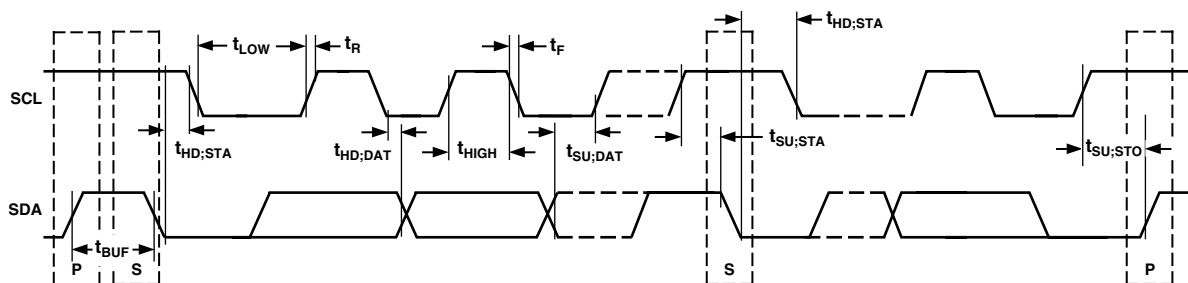 tHD;STA
tLOW
tR
tF
SCL
tHD;STA
tHD;DAT
tHIGH
tSU;DAT
tSU;STA
tSU;STO
SDA
tBUF
P
S
S
P